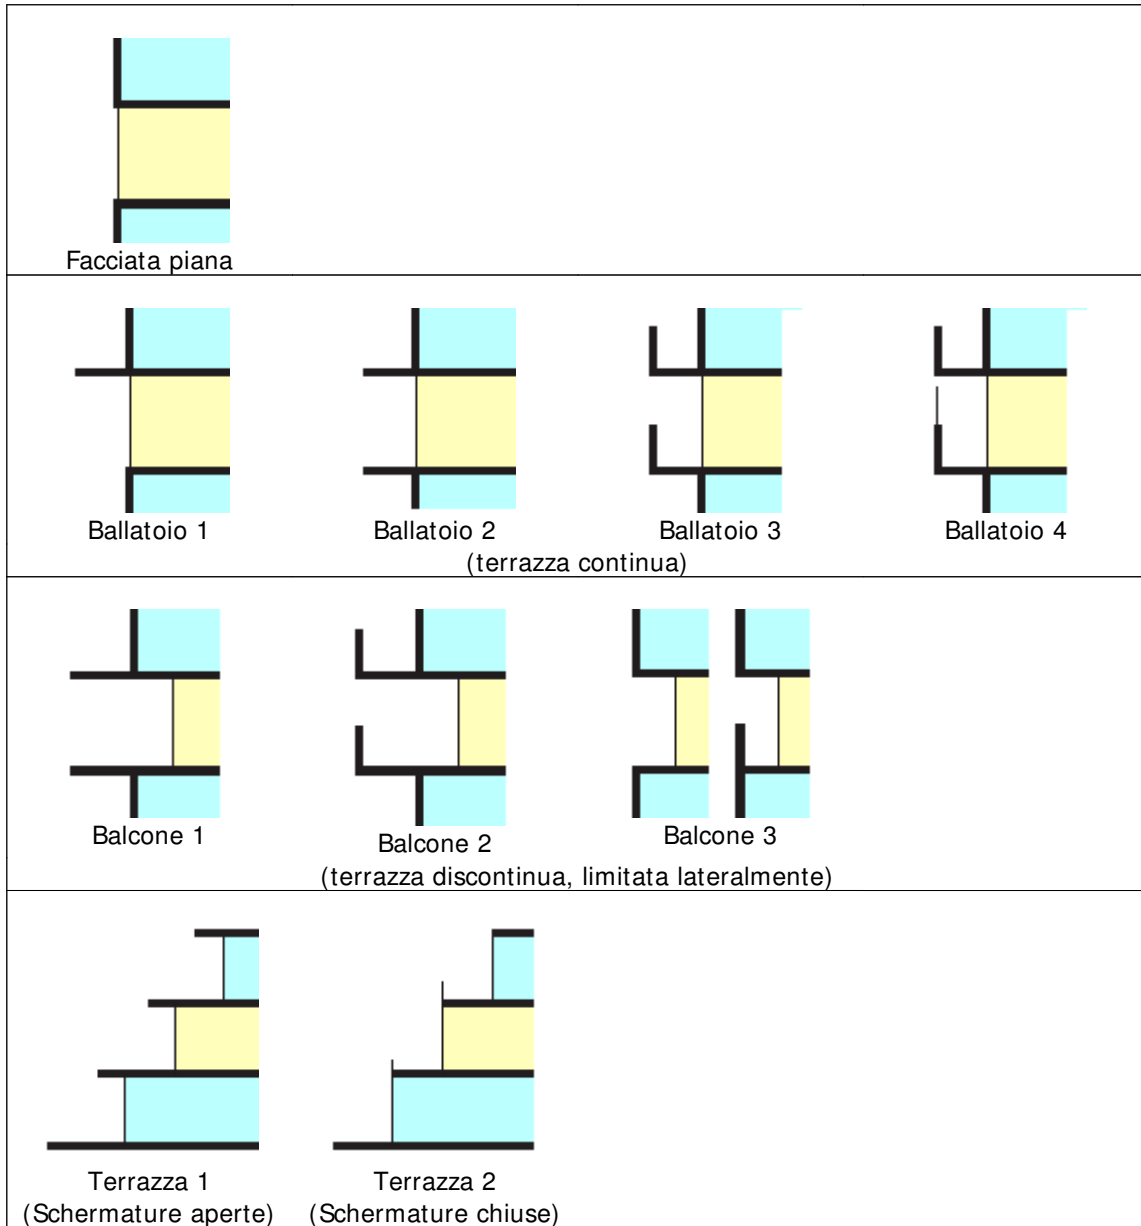 Facciata piana
Ballatoio 1 Ballatoio 2 Ballatoio 3 Ballatoio 4
(terrazza continua)
Balcone 1 Balcone 2 Balcone 3
(terrazza discontinua, limitata lateralmente)
Terrazza 1 Terrazza 2
(Schermature aperte) (Schermature chiuse)